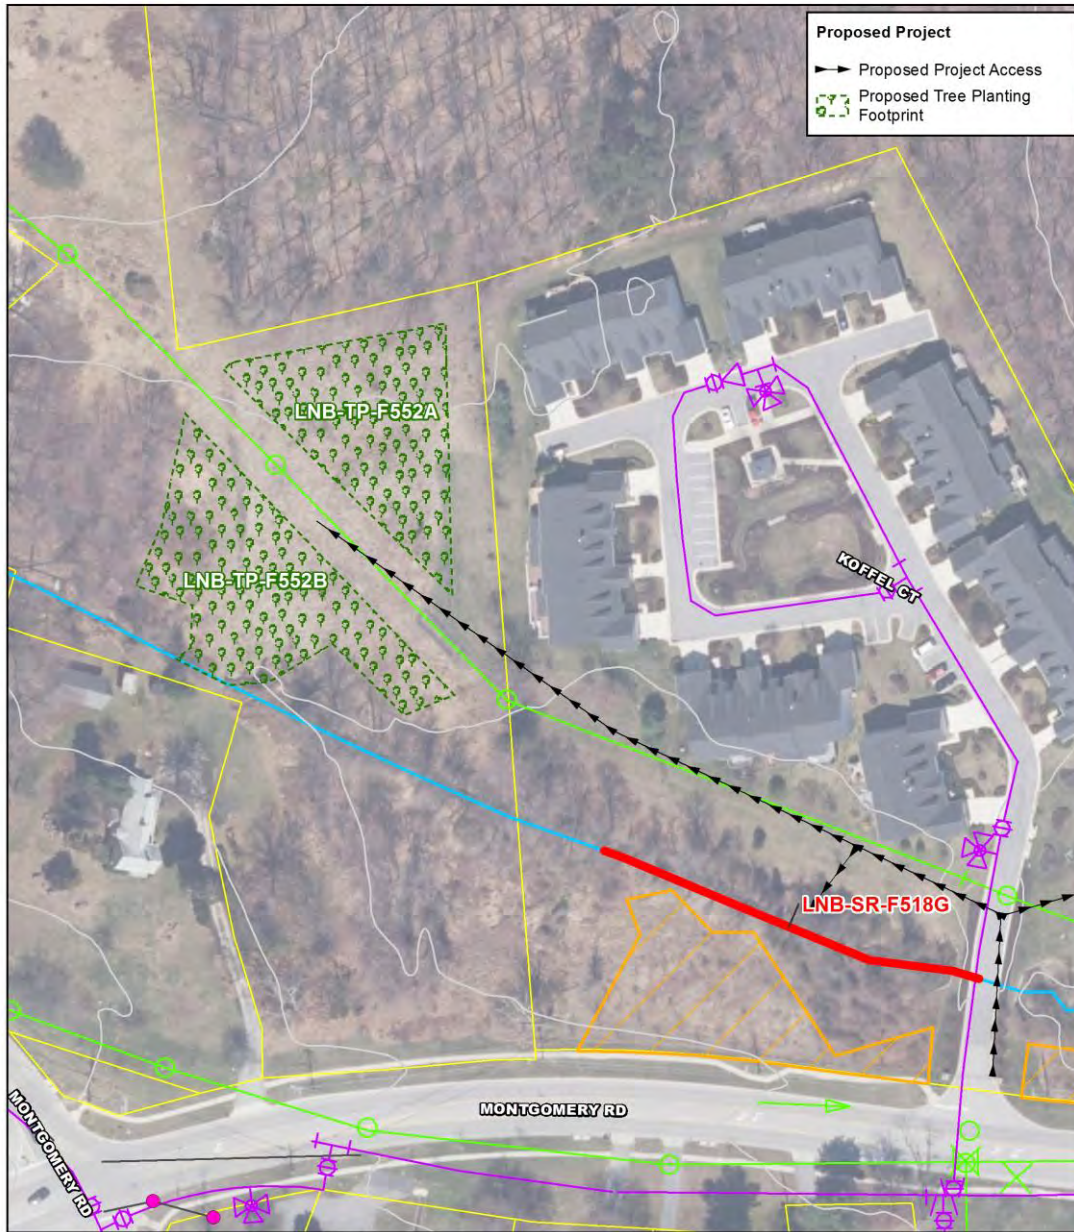 Proposed Project
Proposed Project Access
Proposed Tree Planting
Footprint
LNB-TP-F552A
LNB-TP-F552B
KOFFEL CT
LNB-SR-F518G
MONTGOMERY RD
MONTGOMERY RD